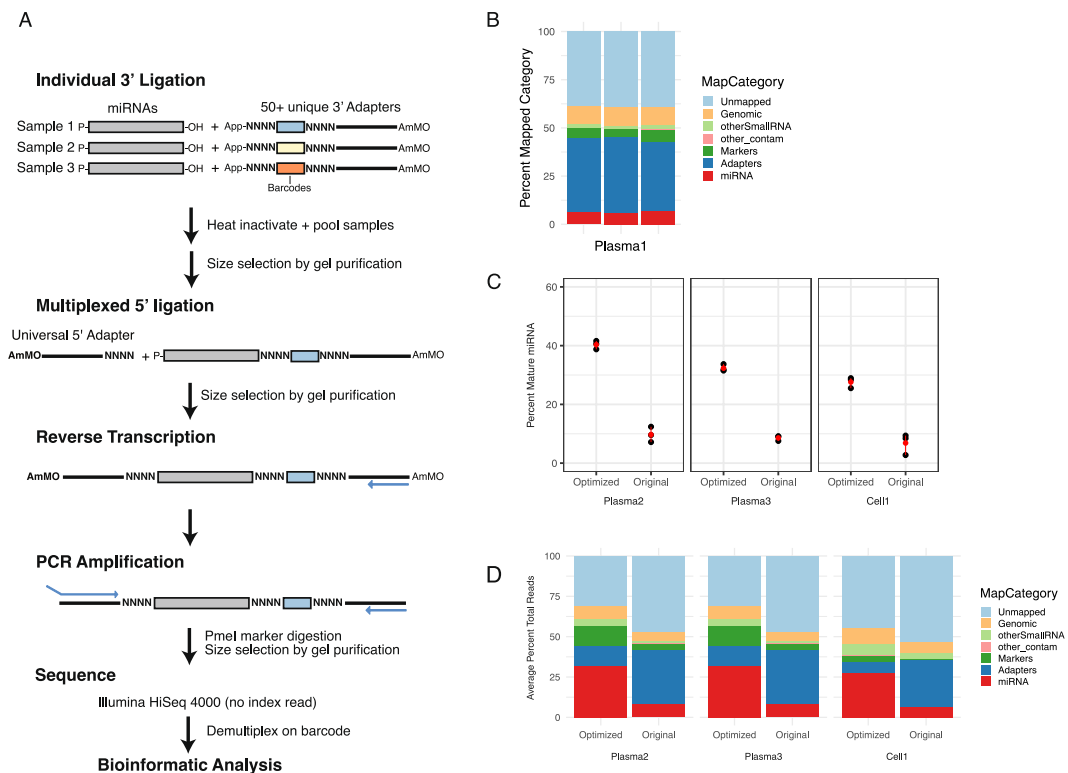 A
Individual 3' Ligation
miRNAs
50+ unique 3' Adapters
Sample 1 P- -OH + App-NNNN NNNN AmMO
Sample 2 P- -OH + App-NNNN NNNN AmMO
Sample 3 P- -OH + App-NNNN NNNN AmMO
Barcodes
Heat inactivate + pool samples
Size selection by gel purification
Multiplexed 5' ligation
Universal 5' Adapter
AmMO NNNN + P- NNNN NNNN AmMO
Size selection by gel purification
Reverse Transcription
AmMO NNNN NNNN NNNN AmMO
PCR Amplification
NNNN NNNN NNNN
PmeI marker digestion
Size selection by gel purification
Sequence
Illumina HiSeq 4000 (no index read)
Demultiplex on barcode
Bioinformatic Analysis
B
Percent Mapped Category
100
75
50
25
0
Plasma1
MapCategory
Unmapped
Genomic
otherSmallRNA
other_contam
Markers
Adapters
miRNA
C
Percent Mature miRNA
60
40
20
0
Optimized Original Optimized Original Optimized Original
Plasma2 Plasma3 Cell1
D
Average Percent Total Reads
100
75
50
25
0
Optimized Original Optimized Original Optimized Original
Plasma2 Plasma3 Cell1
MapCategory
Unmapped
Genomic
otherSmallRNA
other_contam
Markers
Adapters
miRNA